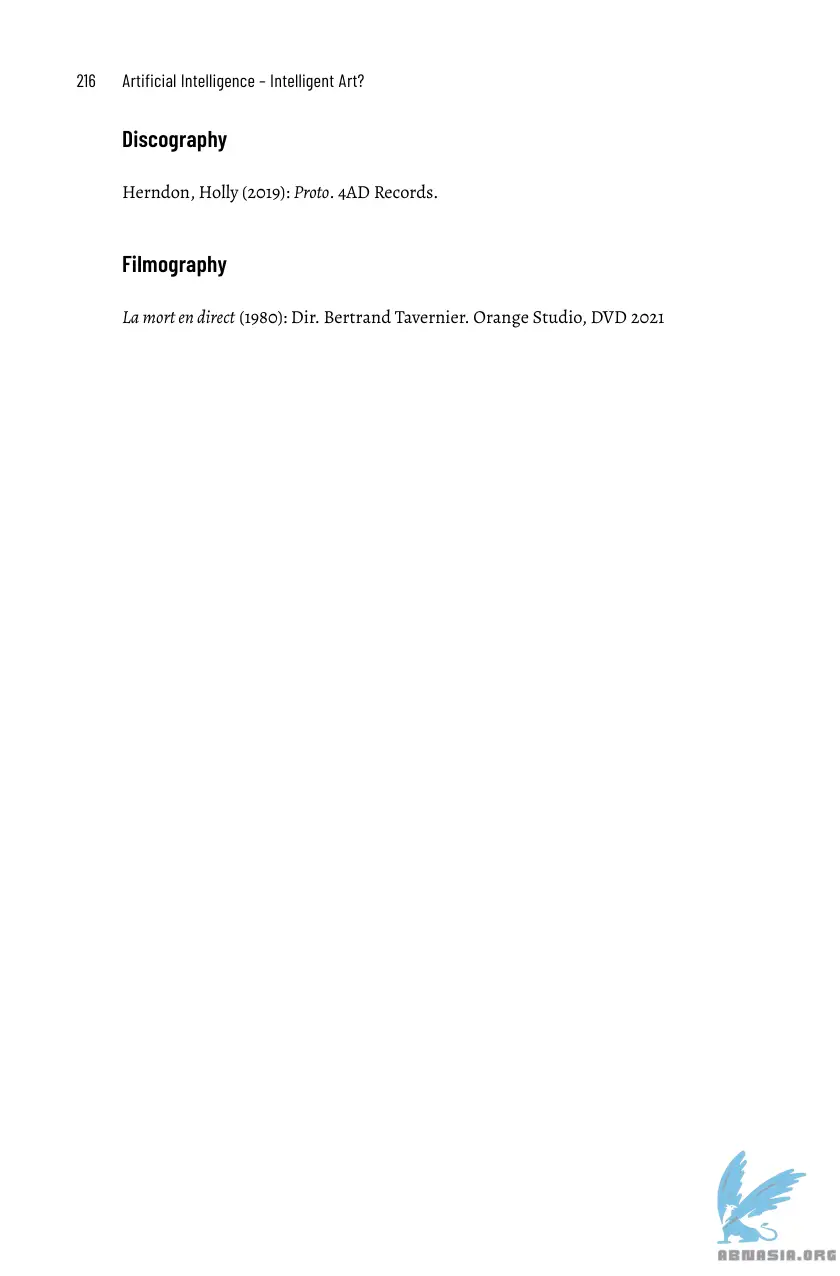 216 Artificial Intelligence – Intelligent Art?
Discography
Herndon, Holly (2019): Proto. 4AD Records.
Filmography
La mort en direct (1980): Dir. Bertrand Tavernier. Orange Studio, DVD 2021
ABNASIA.ORG